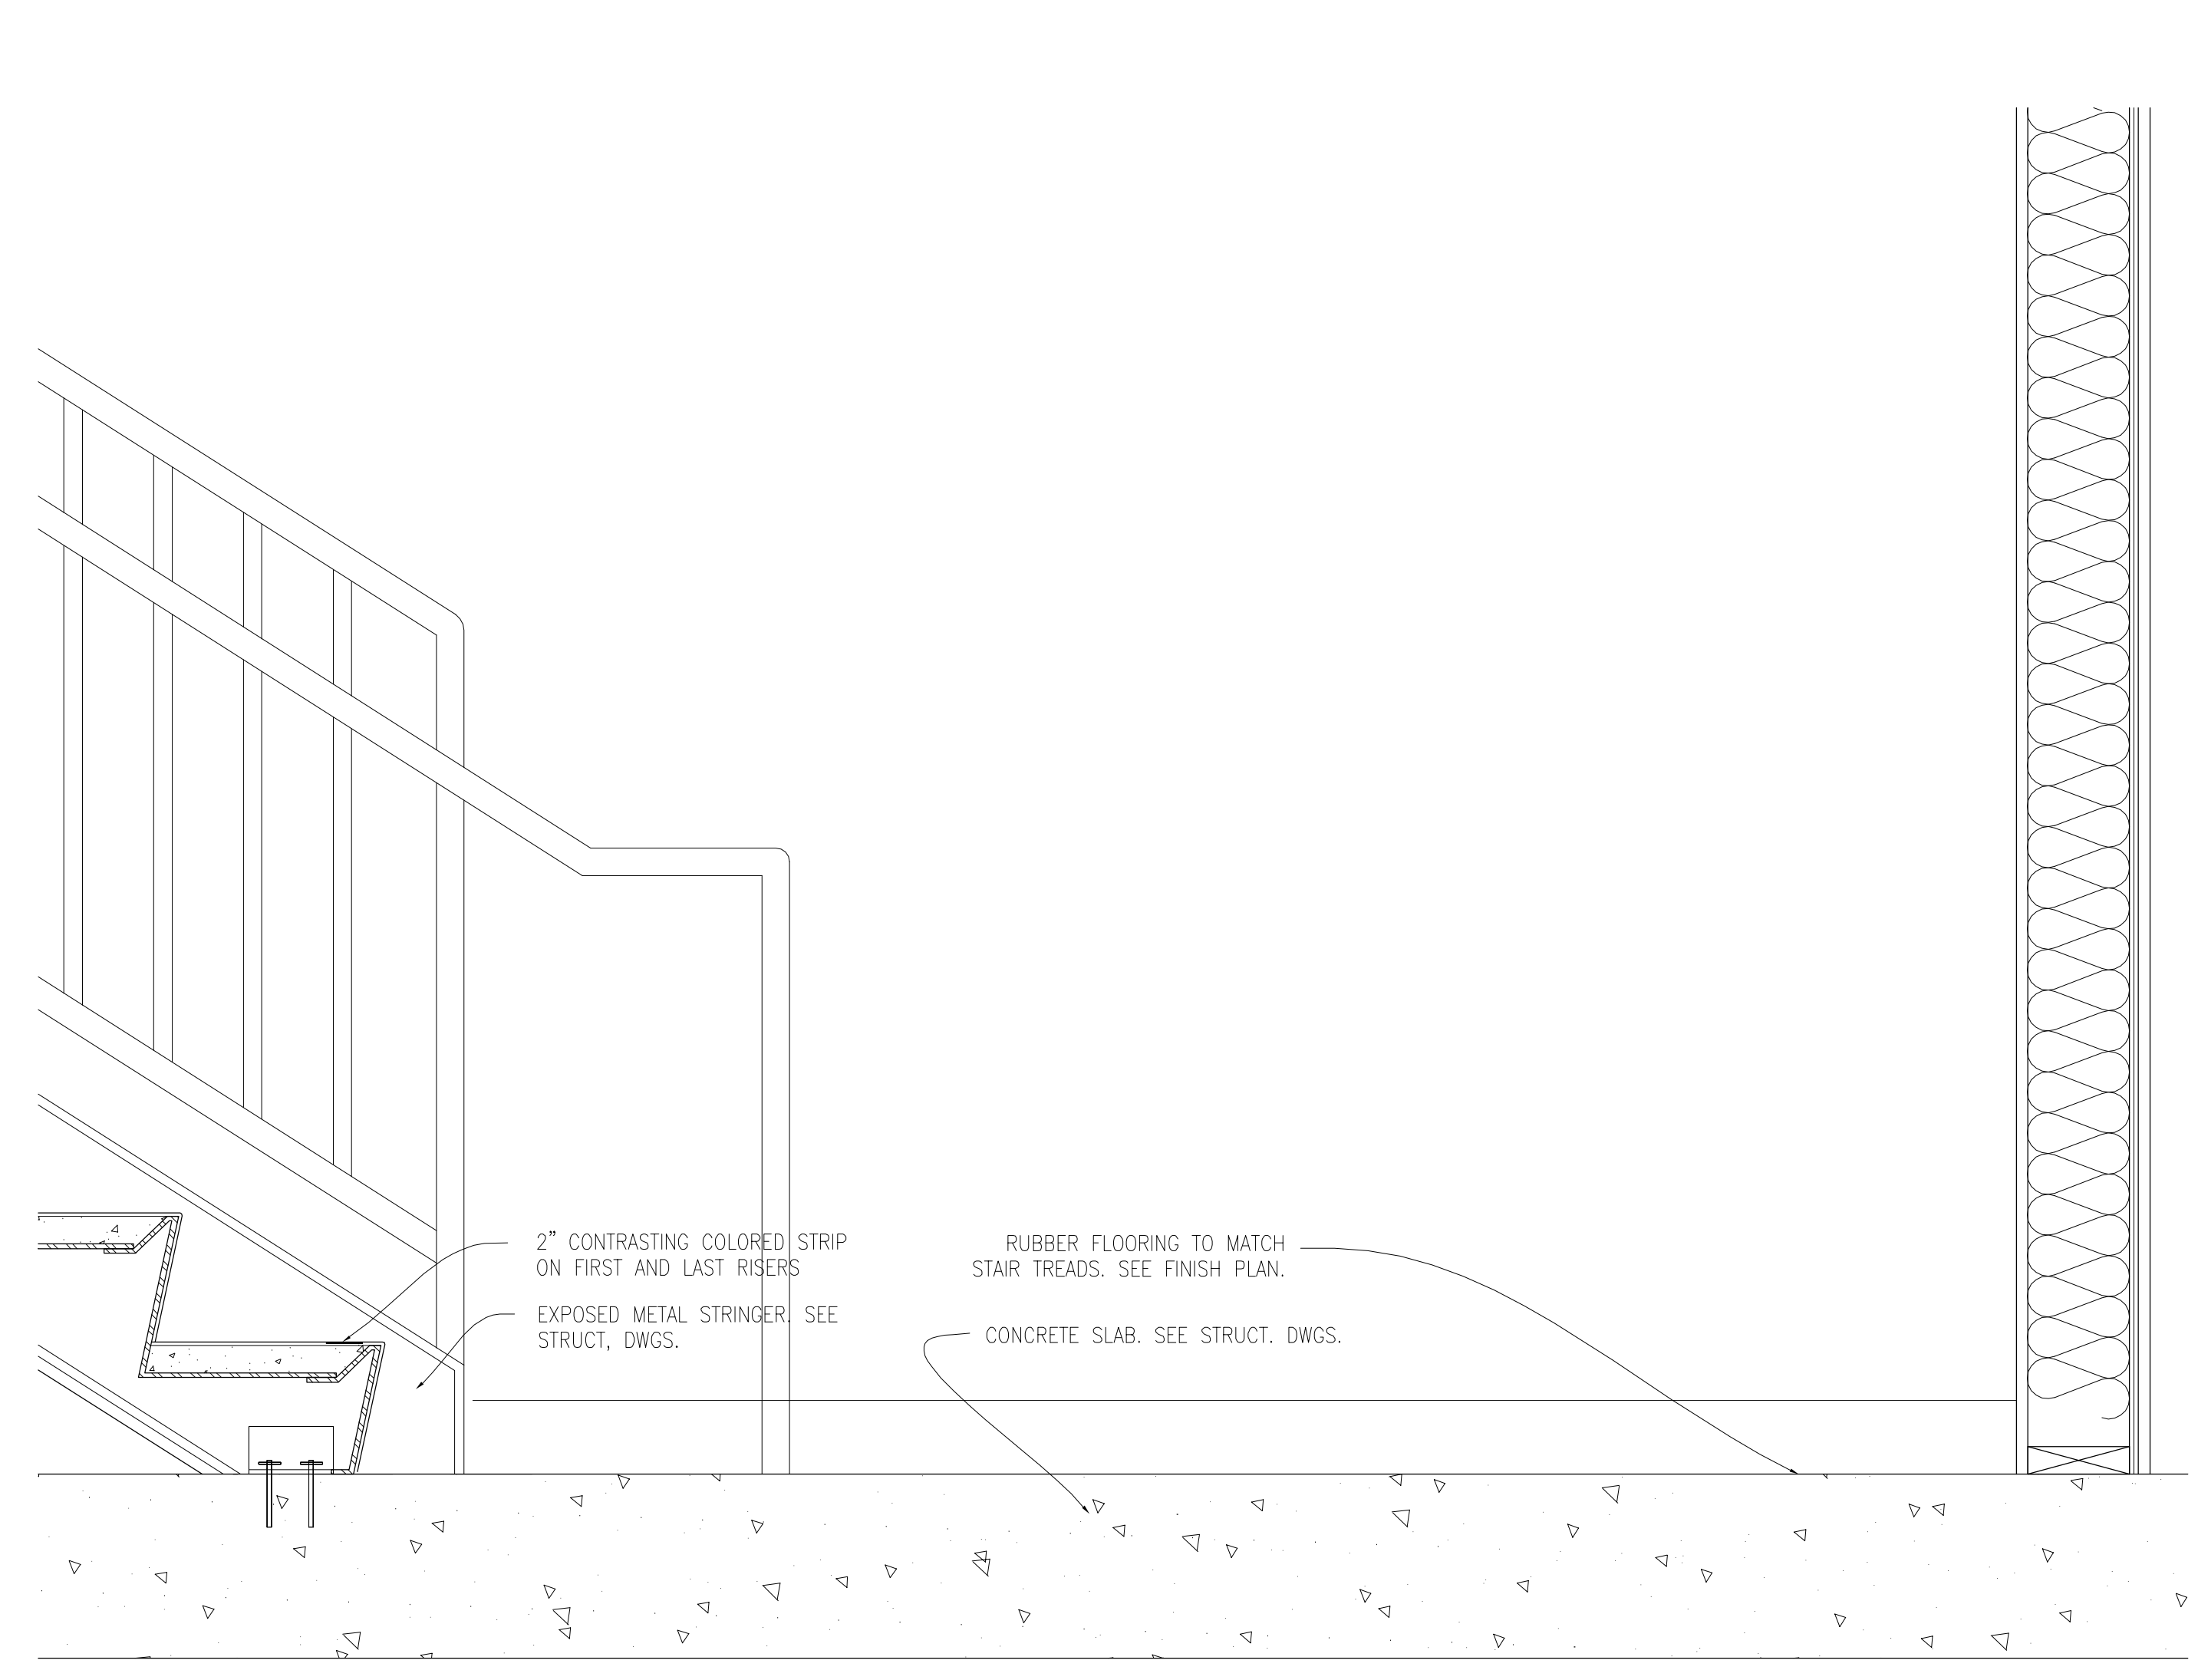 2” CONTRASTING COLORED STRIP
ON FIRST AND LAST RISERS
EXPOSED METAL STRINGER. SEE
STRUCT, DWGS.
RUBBER FLOORING TO MATCH
STAIR TREADS. SEE FINISH PLAN.
CONCRETE SLAB. SEE STRUCT. DWGS.